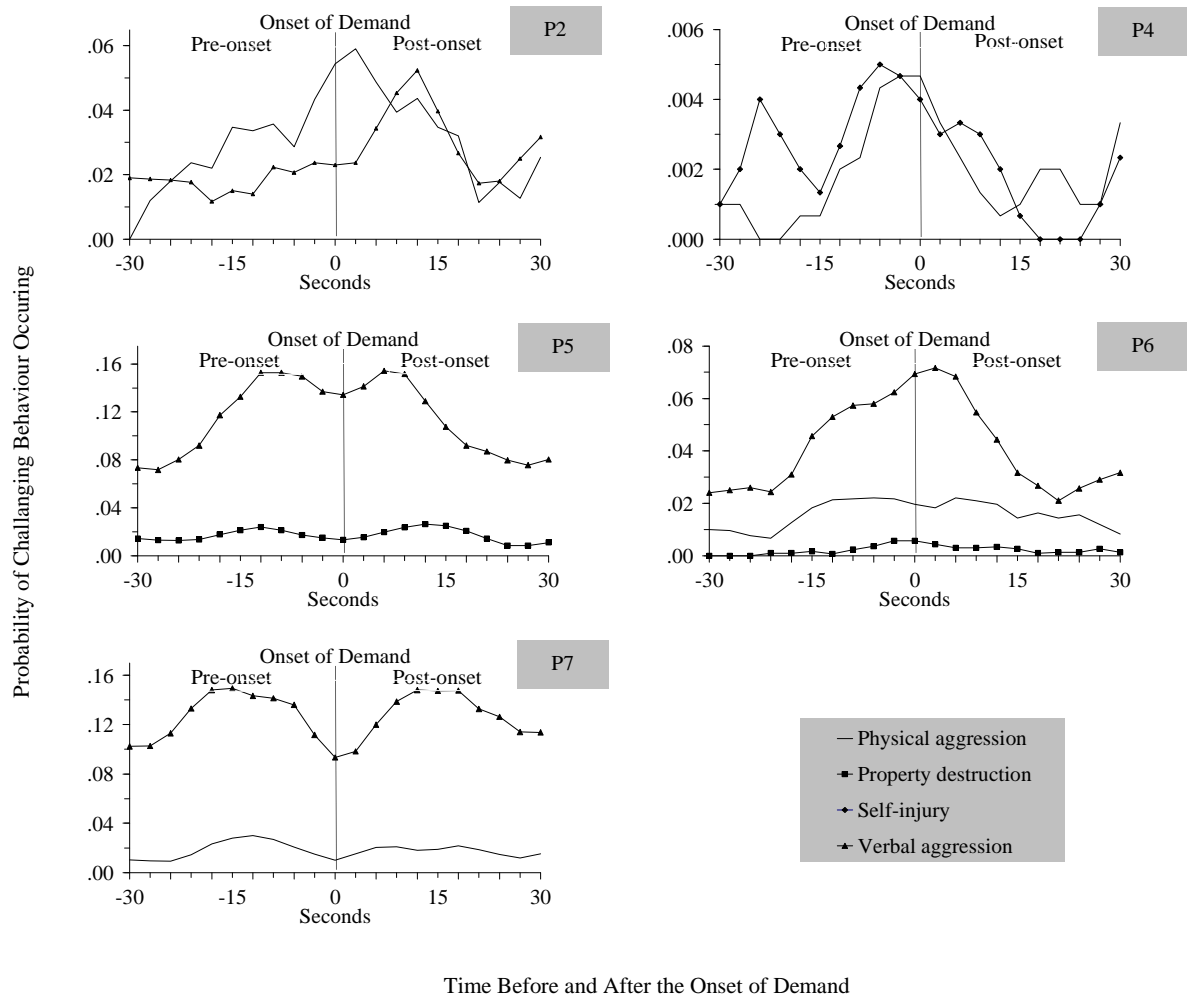 Probability of Challanging Behaviour Occuring
Onset of Demand
Pre-onset
Post-onset
P2
.06
.04
.02
.00
-30 -15 0 15 30
Seconds
Onset of Demand
Pre-onset
Post-onset
P4
.006
.004
.002
.000
-30 -15 0 15 30
Seconds
Onset of Demand
Pre-onset
Post-onset
P5
.16
.12
.08
.04
.00
-30 -15 0 15 30
Seconds
Onset of Demand
Pre-onset
Post-onset
P6
.08
.06
.04
.02
.00
-30 -15 0 15 30
Seconds
Onset of Demand
Pre-onset
Post-onset
P7
.16
.12
.08
.04
.00
-30 -15 0 15 30
Seconds
Physical aggression
Property destruction
Self-injury
Verbal aggression
Time Before and After the Onset of Demand